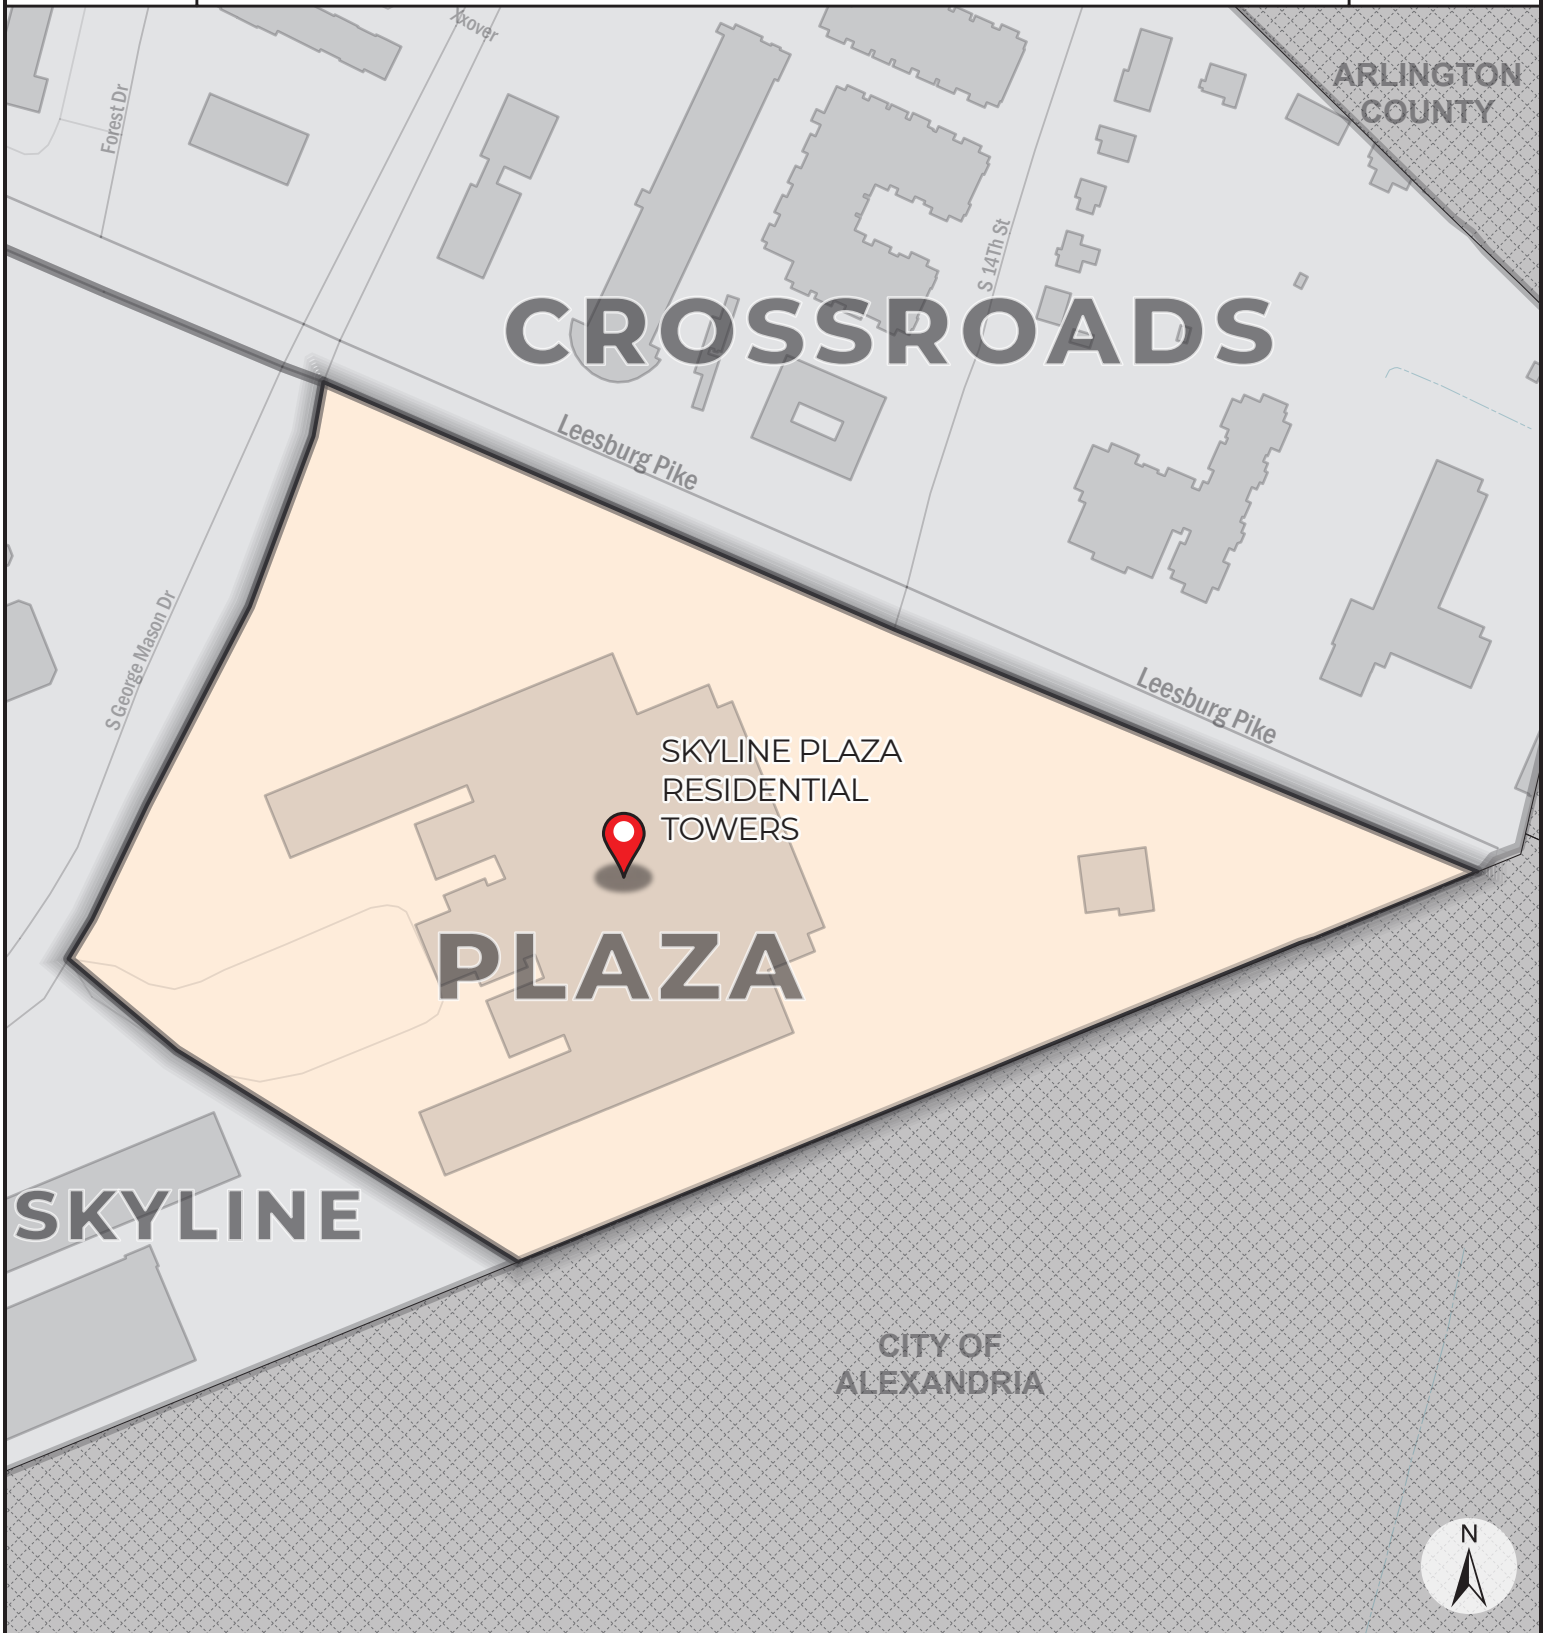 Xxover
ARLINGTON
COUNTY
Forest Dr
S 14Th St
CROSSROADS
Leesburg Pike
S George Mason Dr
Leesburg Pike
SKYLINE PLAZA
RESIDENTIAL
TOWERS
PLAZA
SKYLINE
CITY OF
ALEXANDRIA
N